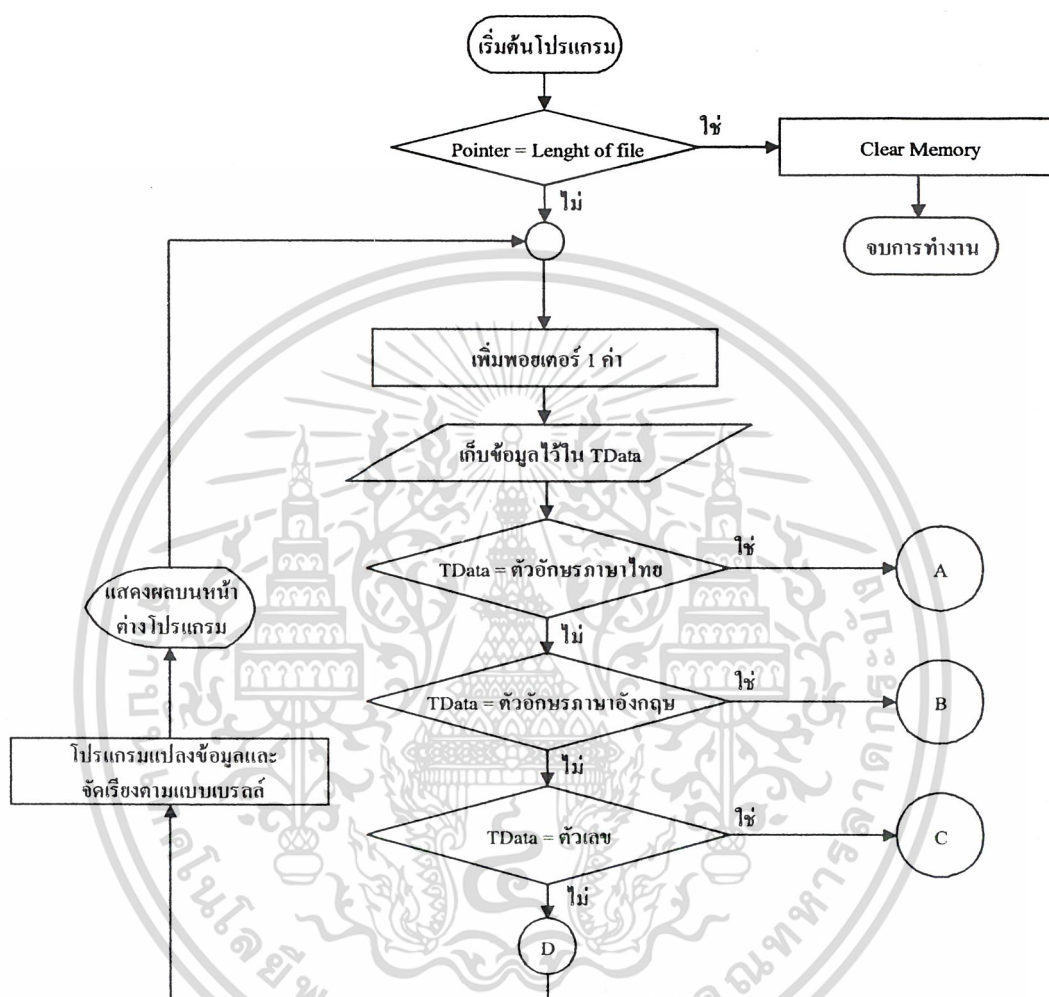 เริ่มต้นโปรแกรม
Pointer = Lenght of file
ใช่
Clear Memory
ไม่
จบการทำงาน
เพิ่มพอยเตอร์ 1 ค่า
เก็บข้อมูลไว้ใน TData
TData = ตัวอักษรภาษาไทย
ใช่
A
ไม่
แสดงผลบนหน้า
ต่างโปรแกรม
TData = ตัวอักษรภาษาอังกฤษ
ใช่
B
ไม่
โปรแกรมแปลงข้อมูลและ
จัดเรียงตามแบบเบรลล์
TData = ตัวเลข
ใช่
C
ไม่
D